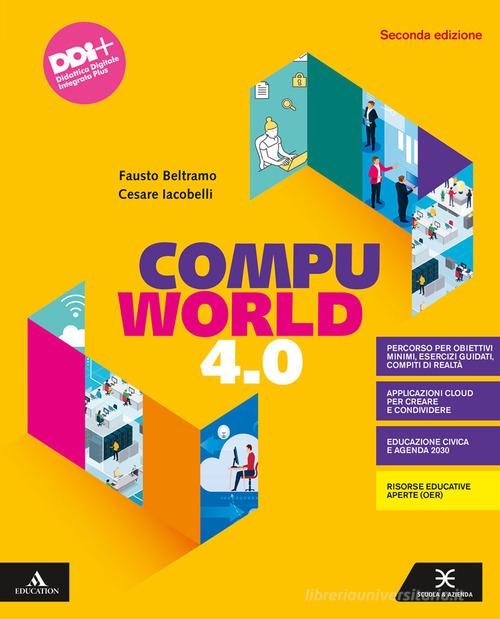 DDi+
Didattica Digitale
Integrata Plus
Seconda edizione
Fausto Beltramo
Cesare Iacobelli
COMPU
WORLD
4.0
PERCORSO PER OBIETTIVI
MINIMI, ESERCIZI GUIDATI,
COMPITI DI REALTÀ
APPLICAZIONI CLOUD
PER CREARE
E CONDIVIDERE
EDUCAZIONE CIVICA
E AGENDA 2030
RISORSE EDUCATIVE
APERTE (OER)
EDUCATION
SCUOLA & AZIENDA
libreriauniversitaria.it